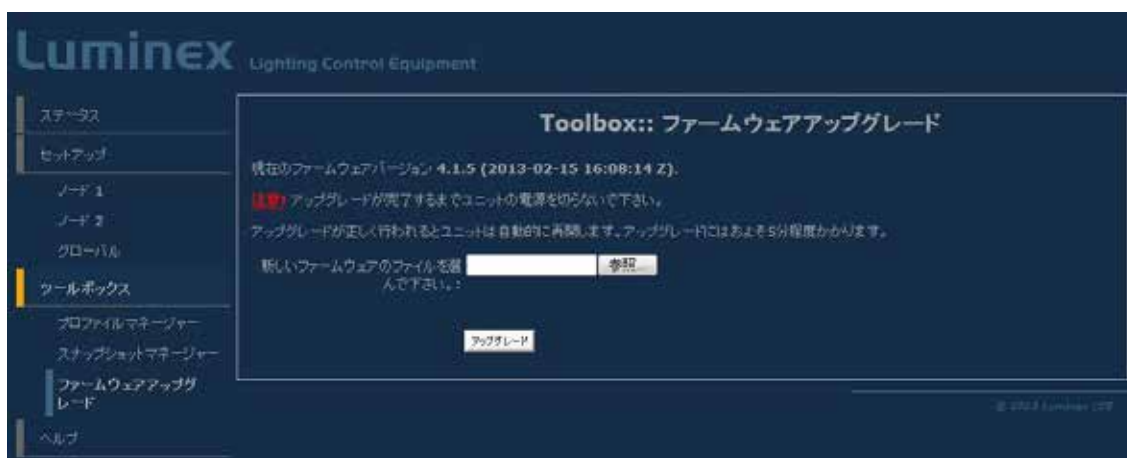 Luminex Lighting Control Equipment
ステータス
セットアップ
ノード 1
ノード 2
グローバル
ツールボックス
プロファイルマネージャー
スナップショットマネージャー
ファームウェアアップグ
レード
ヘルプ
Toolbox:: ファームウェアアップグレード
現在のファームウェアバージョン 4.1.5 (2013-02-15 16:08:14 Z).
注意! アップグレードが完了するまでユニットの電源を切らないで下さい。
アップグレードが正しく行われるとユニットは自動的に再開します。アップグレードにはおよそ5分程度かかります。
新しいファームウェアのファイルを選
んで下さい。:
参照...
アップグレード
© Luminex LCE